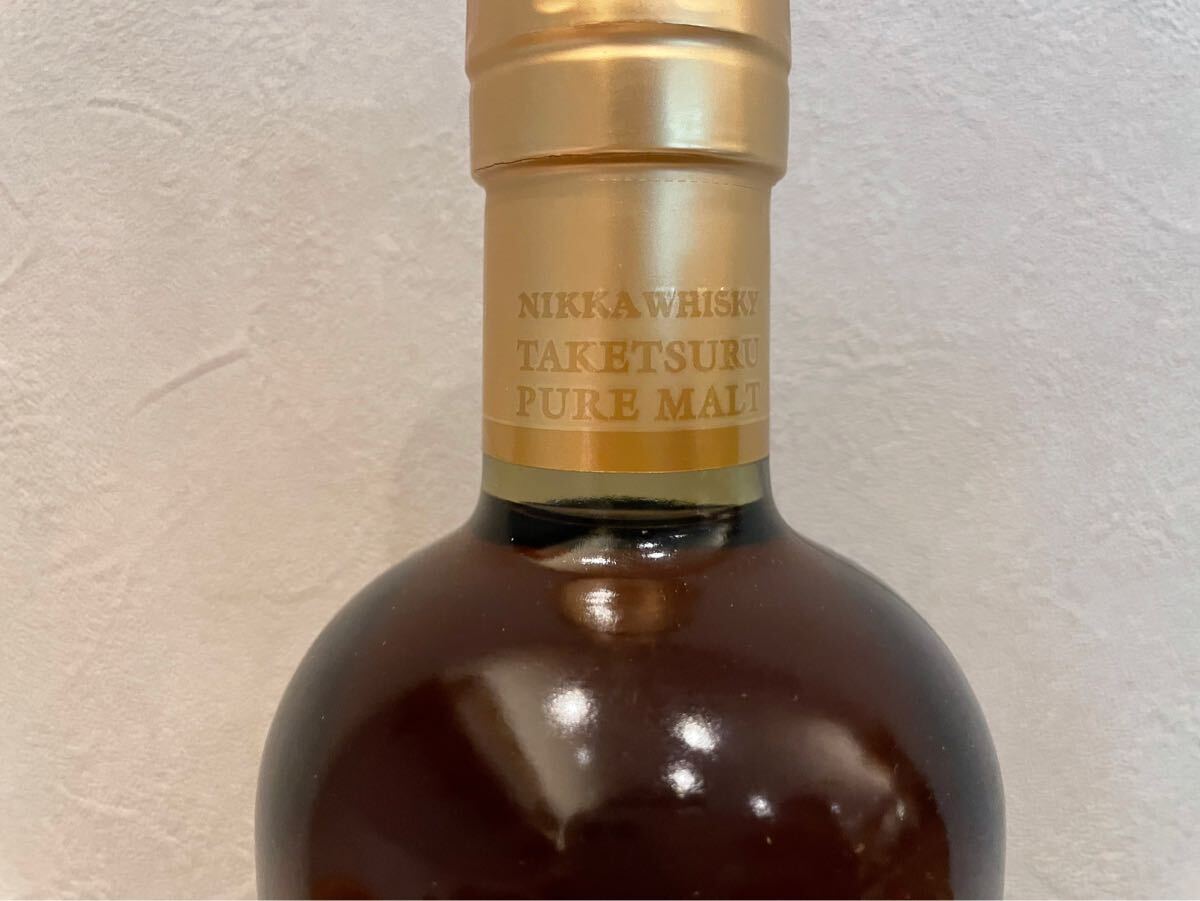 NIKKA WHISKY
TAKETSURU
PURE MALT